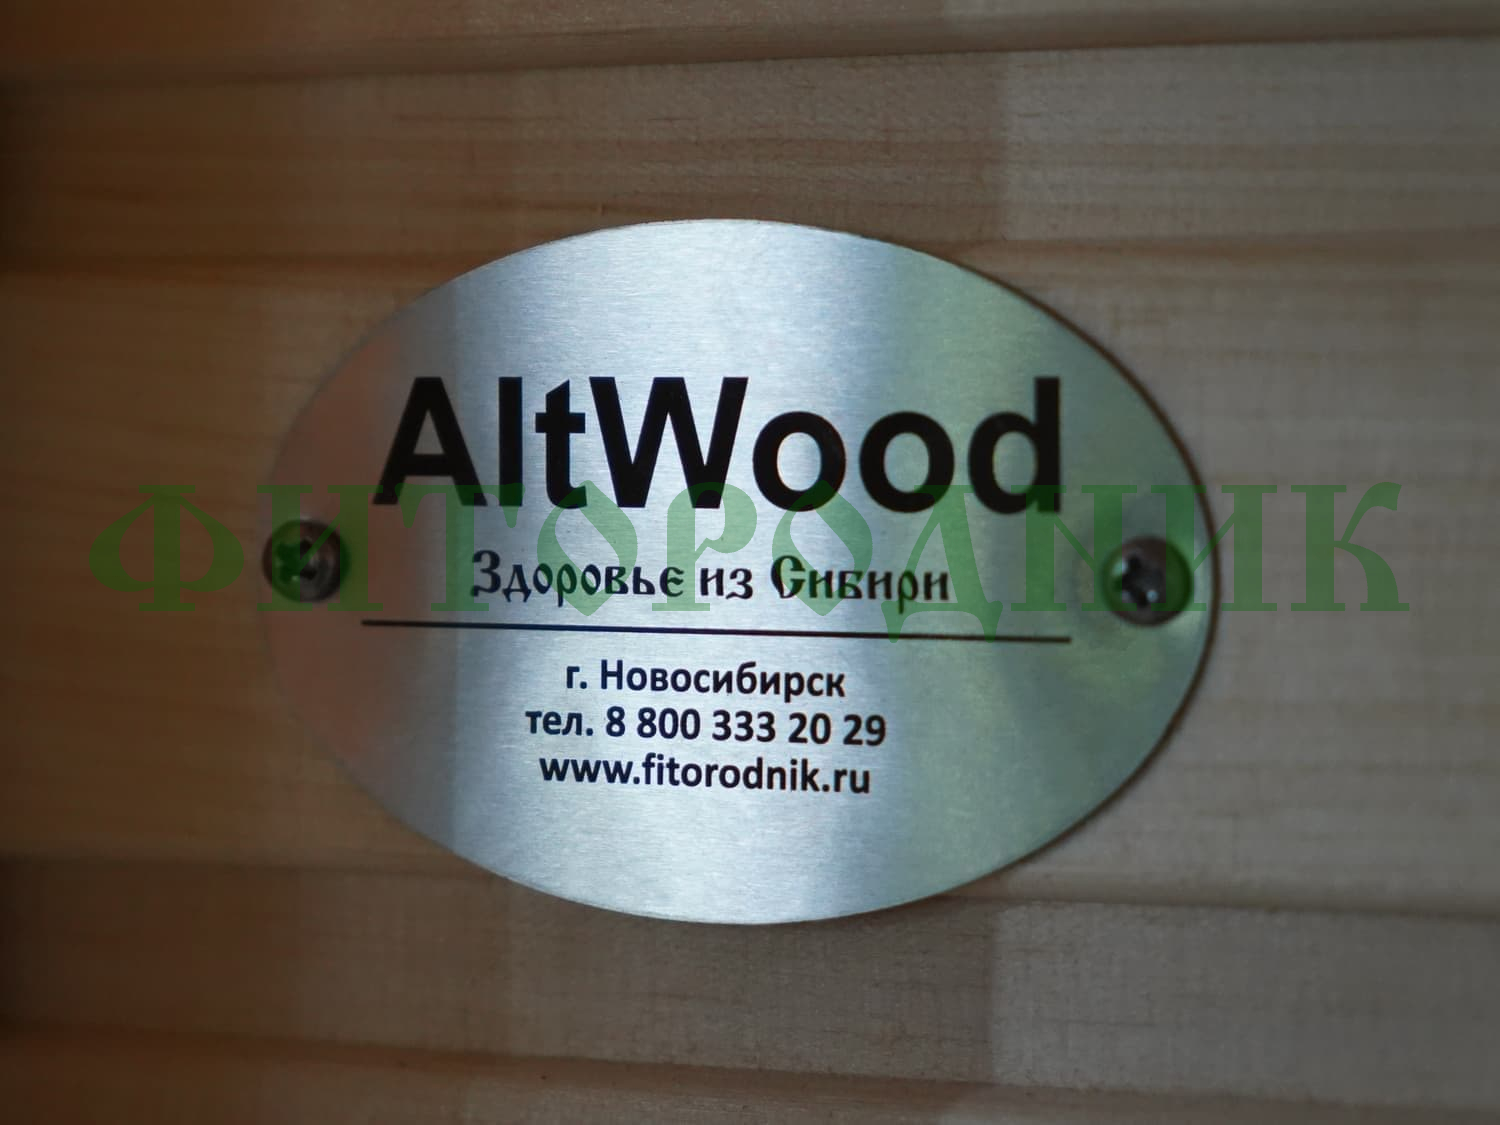 AltWood
ФИТОРОДНИК
Здоровье из Сибири
г. Новосибирск
тел. 8 800 333 20 29
www.fitorodnik.ru